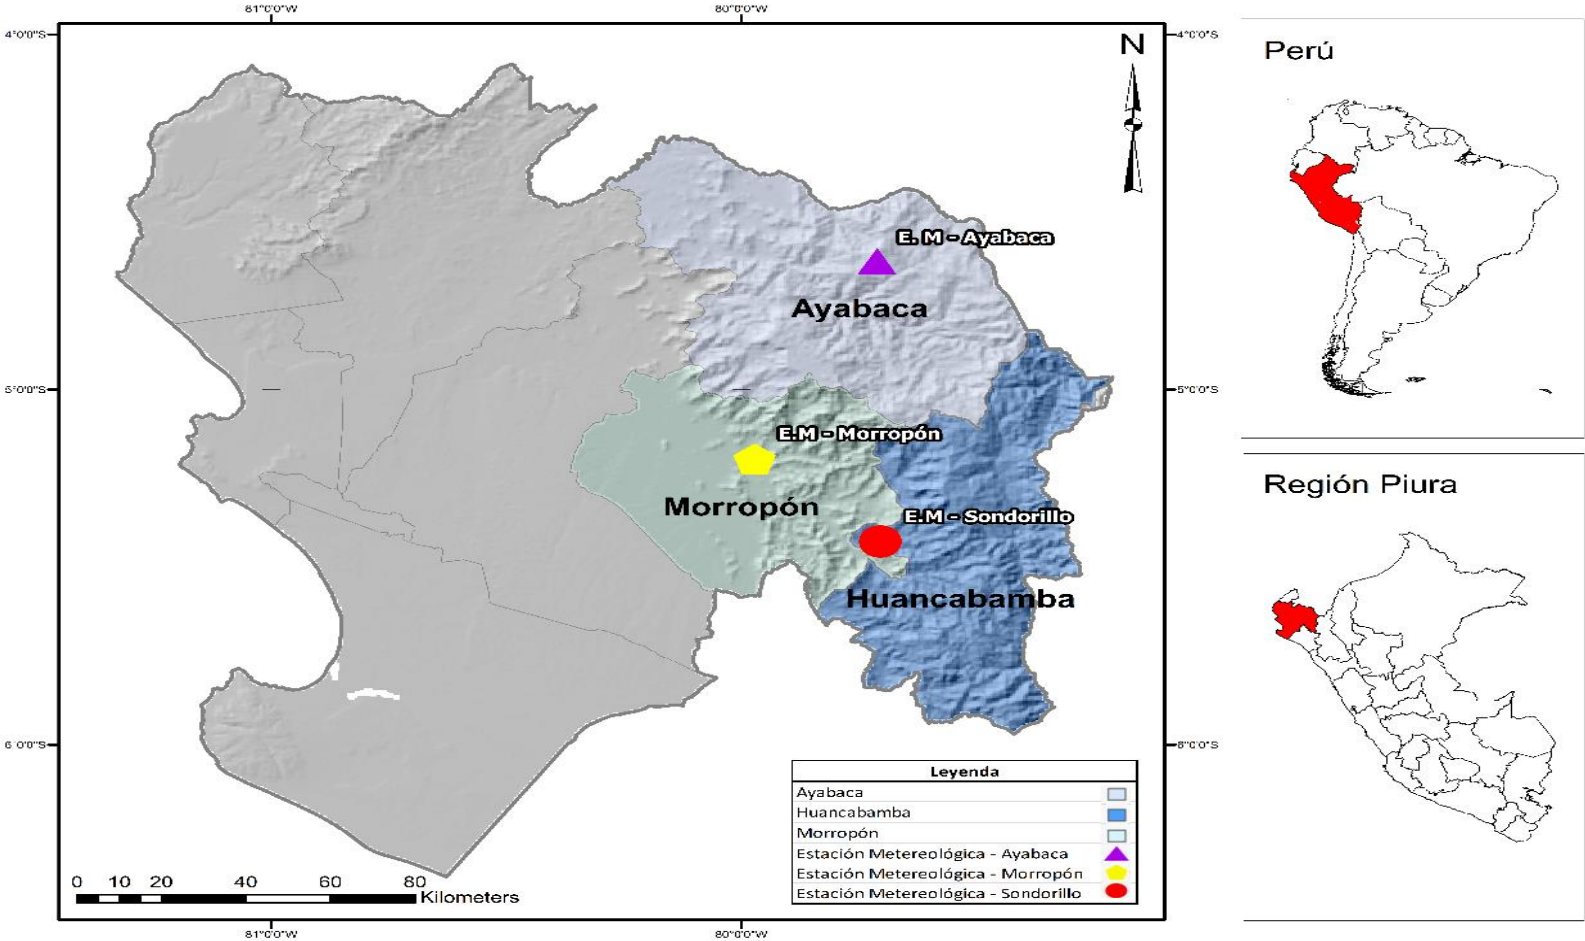 81°0'0"W
80°0'0"W
4°0'0"S
4°0'0"S
N
E. M - Ayabaca
Ayabaca
5°0'0"S
5°0'0"S
E.M - Morropón
Morropón
E.M - Sondorillo
Huancabamba
6°0'0"S
6°0'0"S
Leyenda
Ayabaca
Huancabamba
Morropón
Estación Metereológica - Ayabaca
Estación Metereológica - Morropón
Estación Metereológica - Sondorillo
0 10 20 40 60 80
Kilometers
81°0'0"W
80°0'0"W
Perú
Región Piura